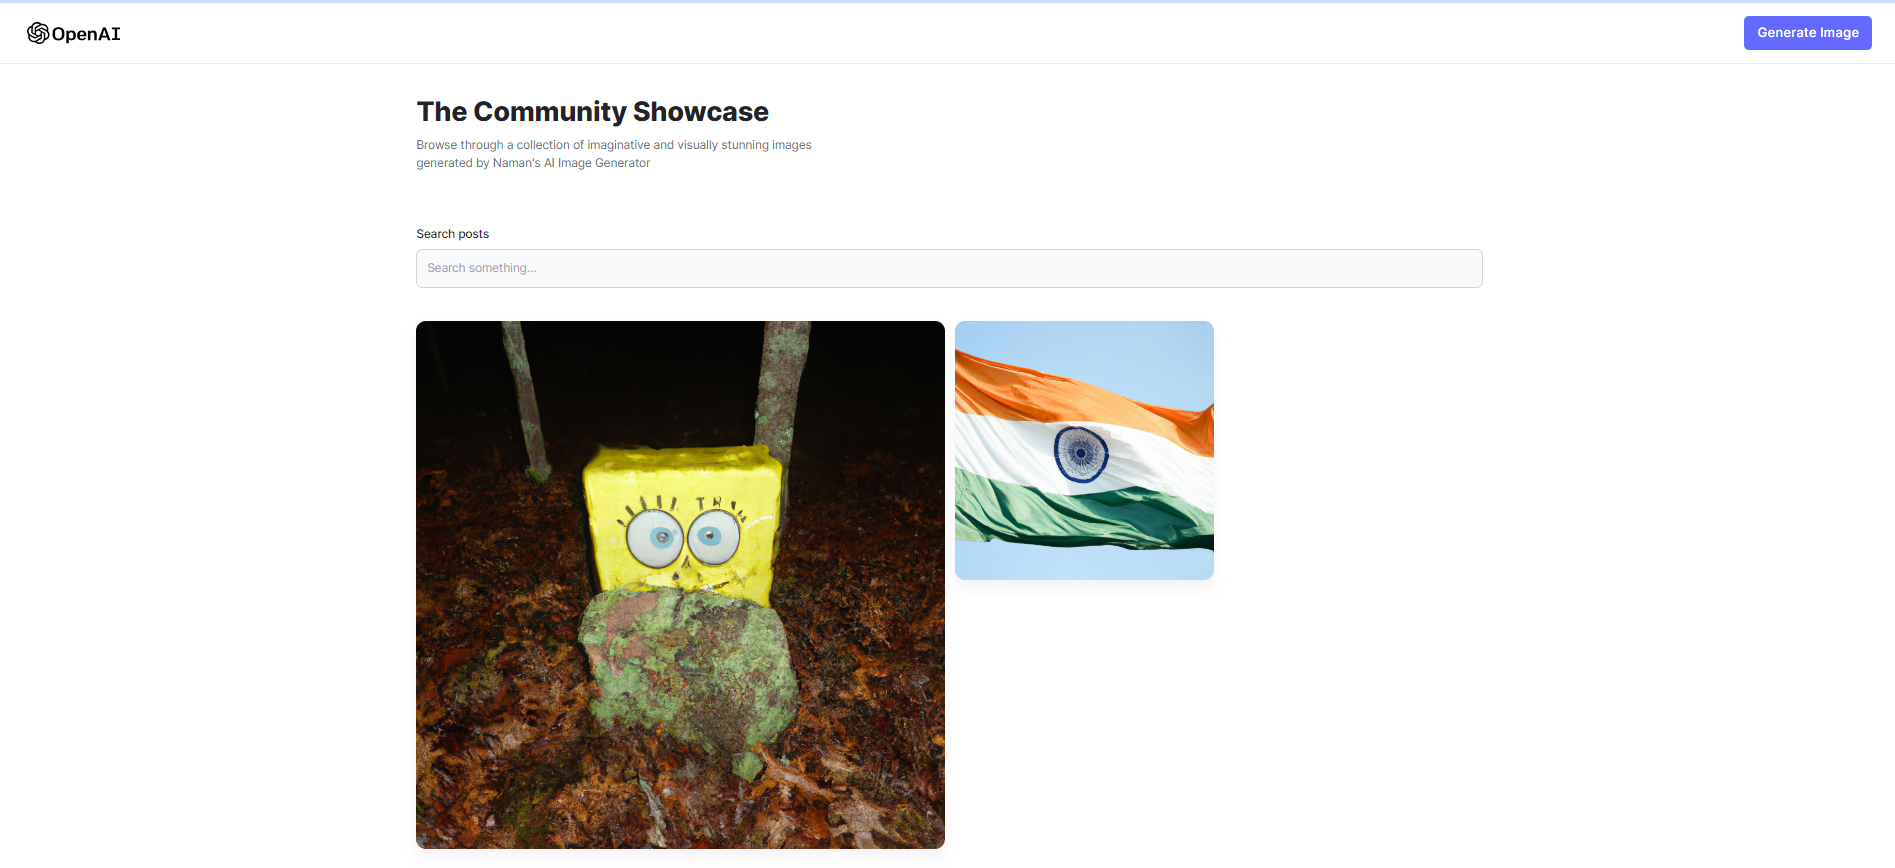 OpenAI
Generate Image
The Community Showcase
Browse through a collection of imaginative and visually stunning images
generated by Naman's AI Image Generator
Search posts
Search something...